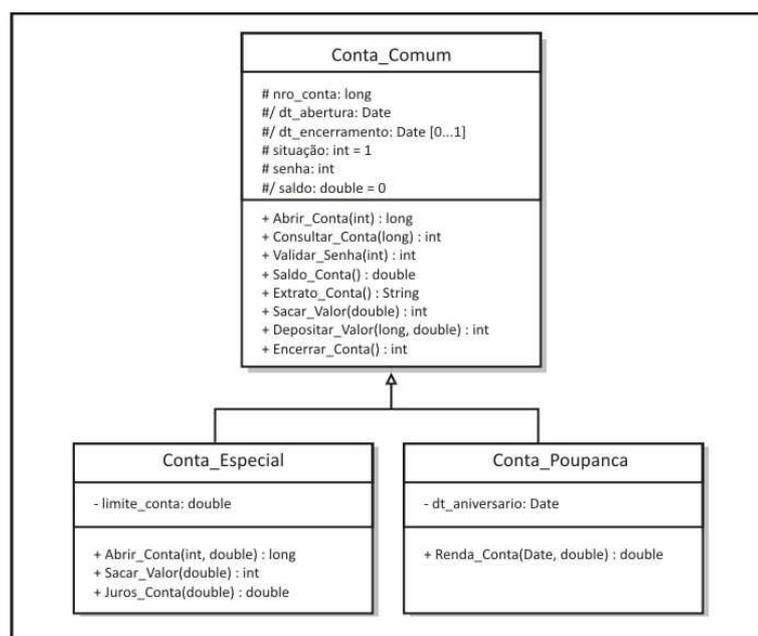 Conta_Comum
# nro_conta: long
#/ dt_abertura: Date
#/ dt_encerramento: Date [0...1]
# situação: int = 1
# senha: int
#/ saldo: double = 0
+ Abrir_Conta(int) : long
+ Consultar_Conta(long) : int
+ Validar_Senha(int) : int
+ Saldo_Conta() : double
+ Extrato_Conta() : String
+ Sacar_Valor(double) : int
+ Depositar_Valor(long, double) : int
+ Encerrar_Conta() : int
Conta_Especial
- limite_conta: double
+ Abrir_Conta(int, double) : long
+ Sacar_Valor(double) : int
+ Juros_Conta(double) : double
Conta_Poupanca
- dt_aniversario: Date
+ Renda_Conta(Date, double) : double